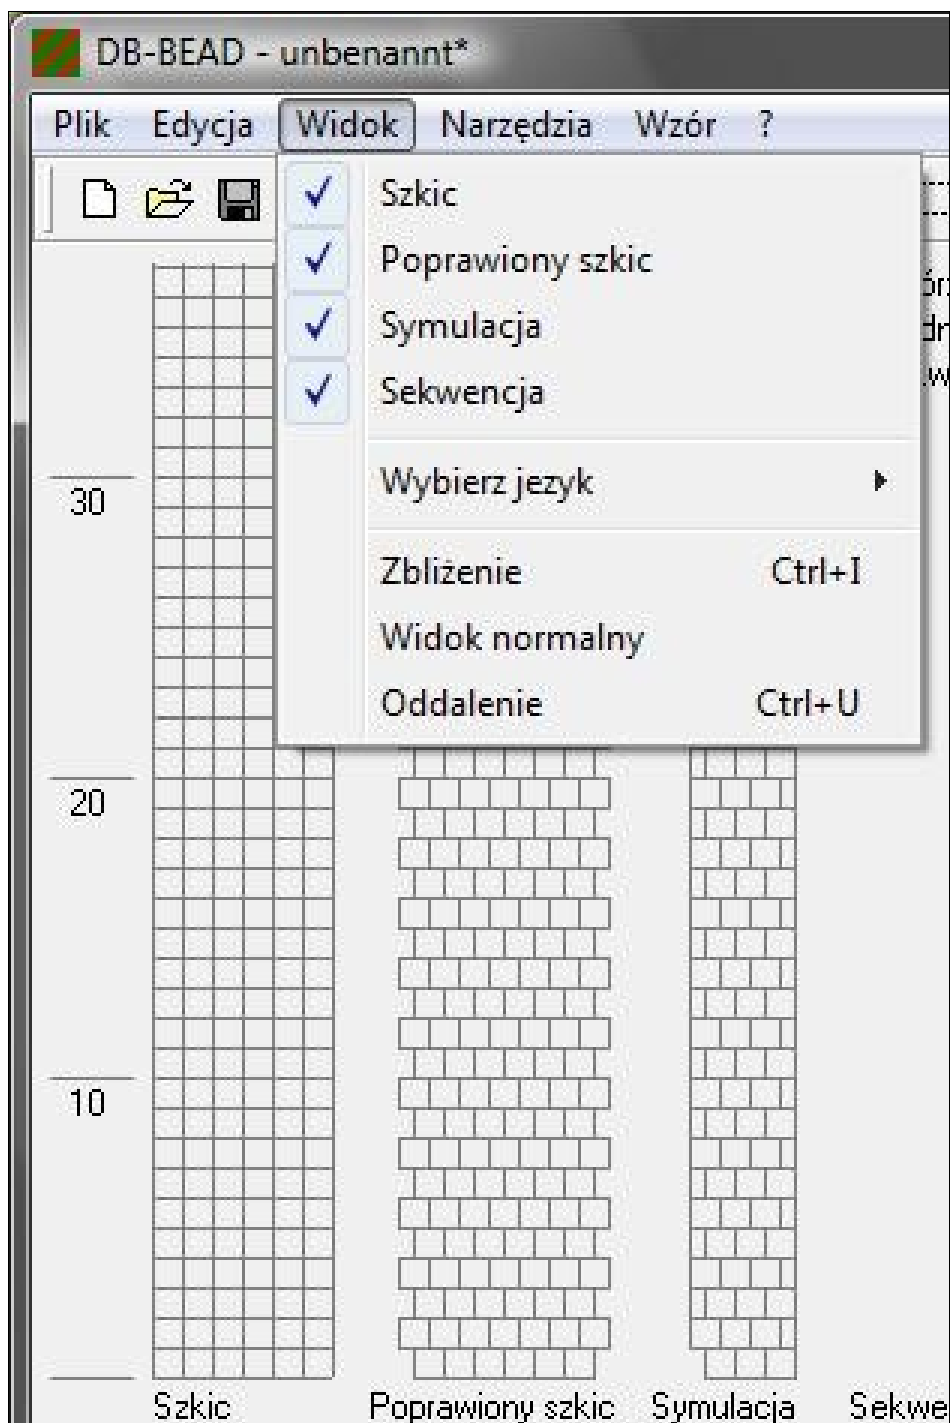 DB-BEAD - unbenannt*
Plik Edycja Widok Narzędzia Wzór ?
Szkic
Poprawiony szkic
Symulacja
Sekwencja
Wybierz jezyk
Zbliżenie Ctrl+I
Widok normalny
Oddalenie Ctrl+U
30
20
10
Szkic Poprawiony szkic Symulacja Sekwe